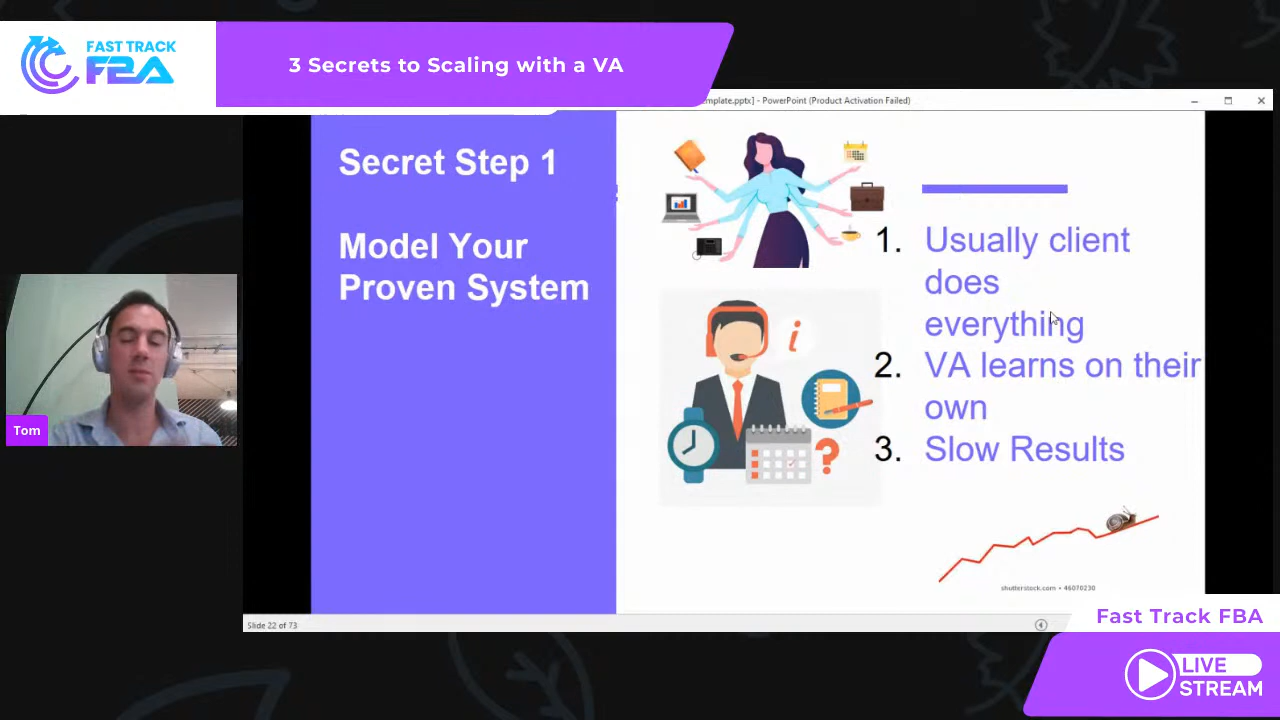 FAST TRACK
FBA
3 Secrets to Scaling with a VA
mplate.pptx] - PowerPoint (Product Activation Failed)
Secret Step 1
Model Your
Proven System
1. Usually client
does
everything
2. VA learns on their
own
3. Slow Results
i
?
shutterstock.com • 46070230
Tom
Slide 22 of 73
Fast Track FBA
LIVE
STREAM